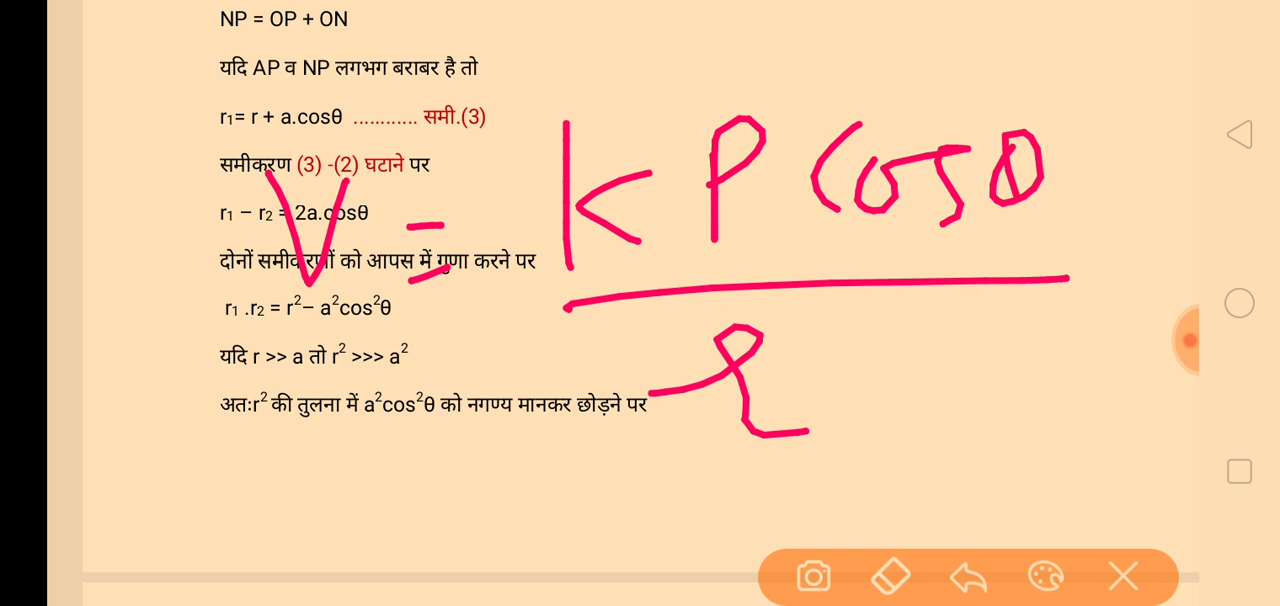 NP = OP + ON
यदि AP व NP लगभग बराबर है तो
r₁= r + a.cosθ ............ समी.(3)
समीकरण (3) -(2) घटाने पर
r₁ – r₂ = 2a.cosθ
दोनों समीकरणों को आपस में गुणा करने पर
r₁ .r₂ = r²– a²cos²θ
यदि r >> a तो r² >>> a²
अतः r² की तुलना में a²cos²θ को नगण्य मानकर छोड़ने पर
V = K P cosθ